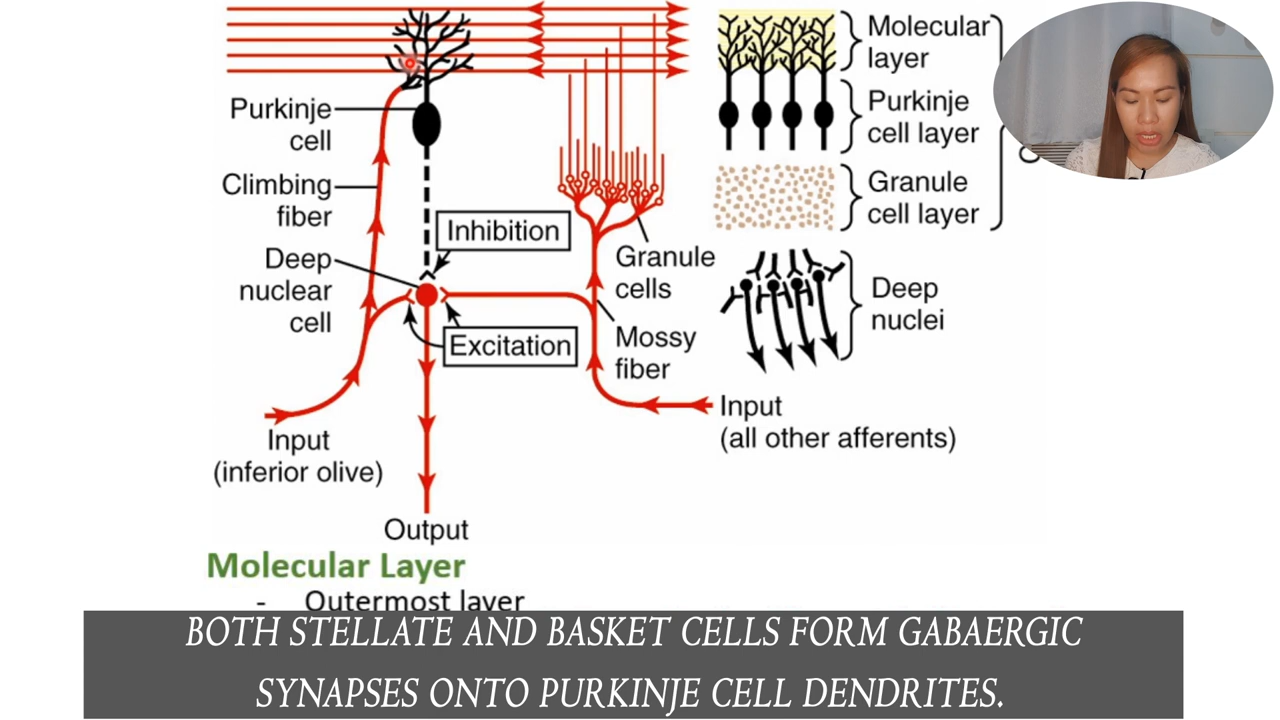 Purkinje
cell
Climbing
fiber
Deep
nuclear
cell
Inhibition
Excitation
Input
(inferior olive)
Output
Granule
cells
Mossy
fiber
Input
(all other afferents)
Molecular
layer
Purkinje
cell layer
Granule
cell layer
Deep
nuclei
Molecular Layer
- Outermost layer
BOTH STELLATE AND BASKET CELLS FORM GABAERGIC
SYNAPSES ONTO PURKINJE CELL DENDRITES.